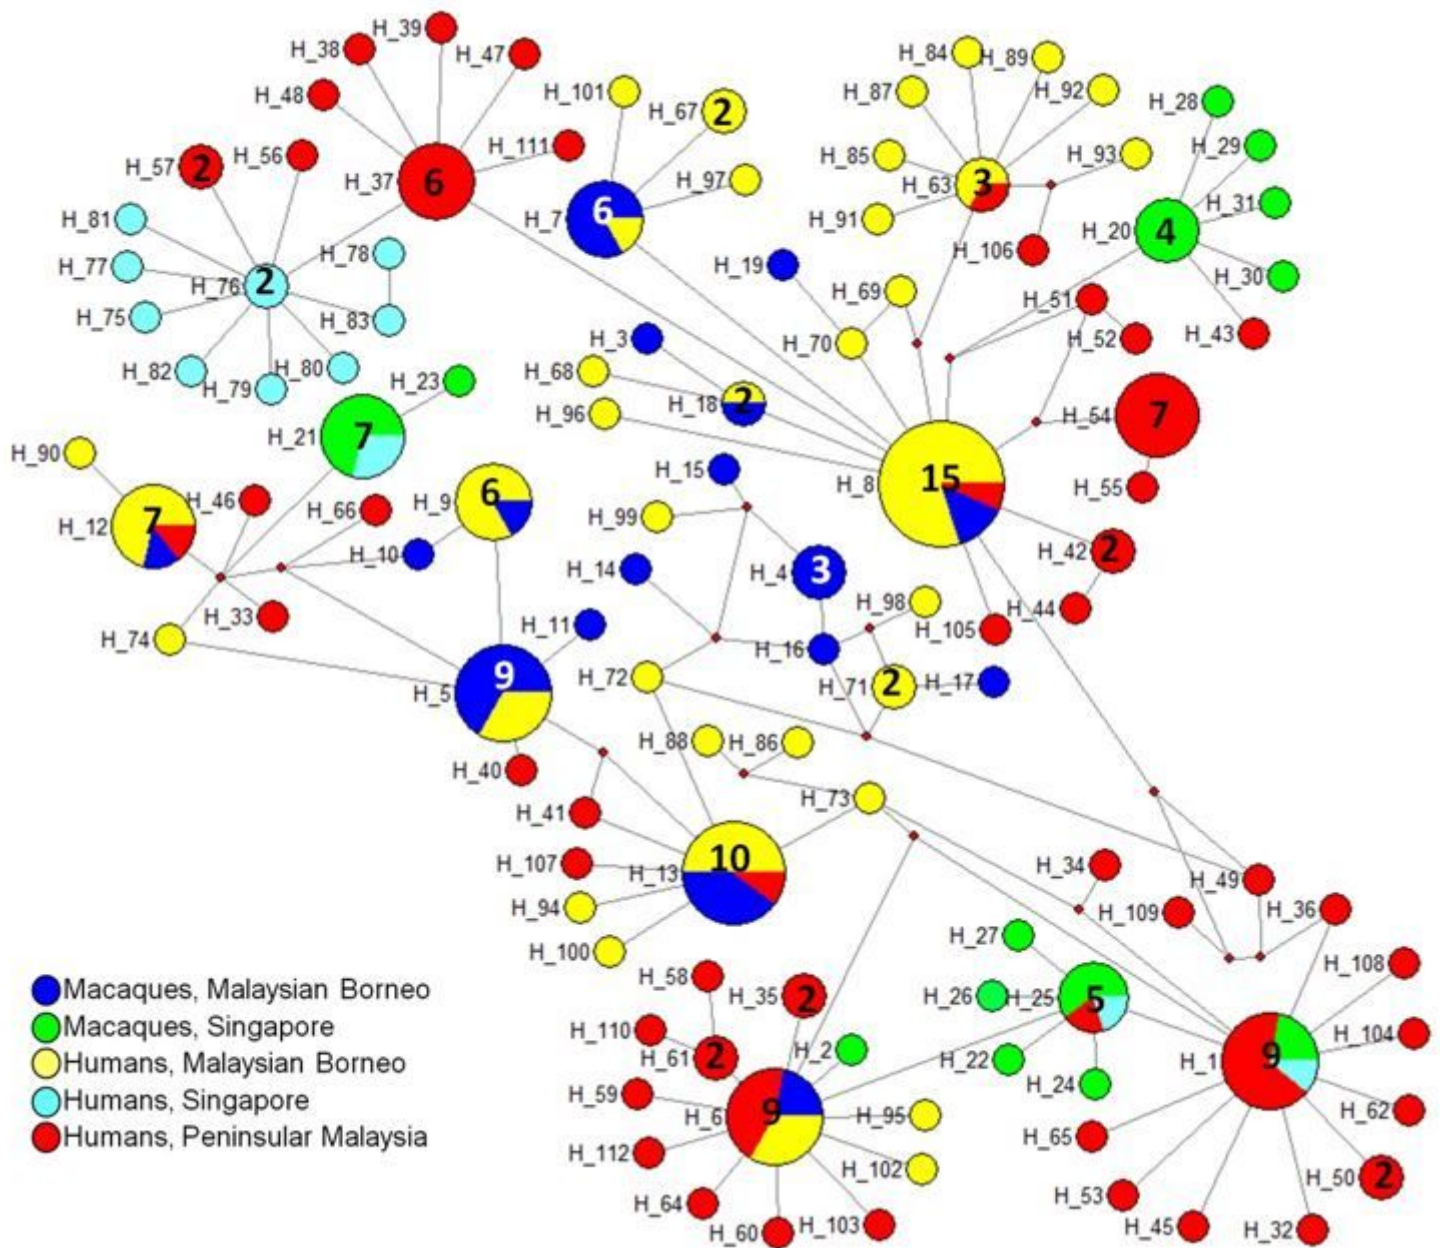 H_39
H_38
H_47
H_84
H_89
H_48
H_101
H_67
2
H_87
H_92
H_28
H_111
H_29
H_57
2
H_56
H_37
6
H_97
H_85
H_63
3
H_93
H_31
H_81
H_7
6
H_91
H_106
H_20
4
H_77
H_78
H_19
H_30
H_76
2
H_69
H_51
H_75
H_83
H_3
H_70
H_52
H_43
H_82
H_79
H_80
H_68
H_23
H_18
2
H_96
H_54
7
H_21
7
H_90
H_15
H_8
15
H_55
H_12
7
H_46
H_66
H_9
6
H_99
H_10
H_14
H_4
3
H_42
2
H_33
H_11
H_98
H_105
H_44
H_74
H_16
H_5
9
H_72
H_71
2
H_17
H_40
H_88
H_86
H_41
H_73
H_107
H_13
10
H_34
H_49
H_94
H_109
H_36
H_100
H_27
H_58
H_35
2
H_26
H_25
5
H_108
H_110
H_61
2
H_2
H_22
H_24
H_1
9
H_104
H_59
H_6
9
H_95
H_65
H_62
H_112
H_102
H_50
2
H_64
H_60
H_103
H_53
H_45
H_32
Macaques, Malaysian Borneo
Macaques, Singapore
Humans, Malaysian Borneo
Humans, Singapore
Humans, Peninsular Malaysia